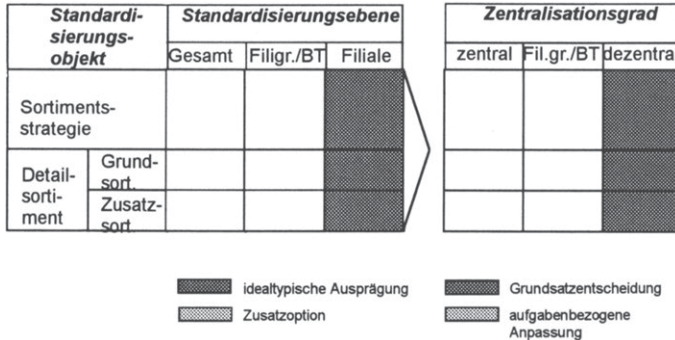 Standardi-
sierungs-
objekt
Standardisierungsebene
Gesamt Filigr./BT Filiale
Zentralisationsgrad
zentral Fil.gr./BT dezentral
Sortiments-
strategie
Detail-
sorti-
ment
Grund-
sort.
Zusatz-
sort.
idealtypische Ausprägung
Zusatzoption
Grundsatzentscheidung
aufgabenbezogene
Anpassung